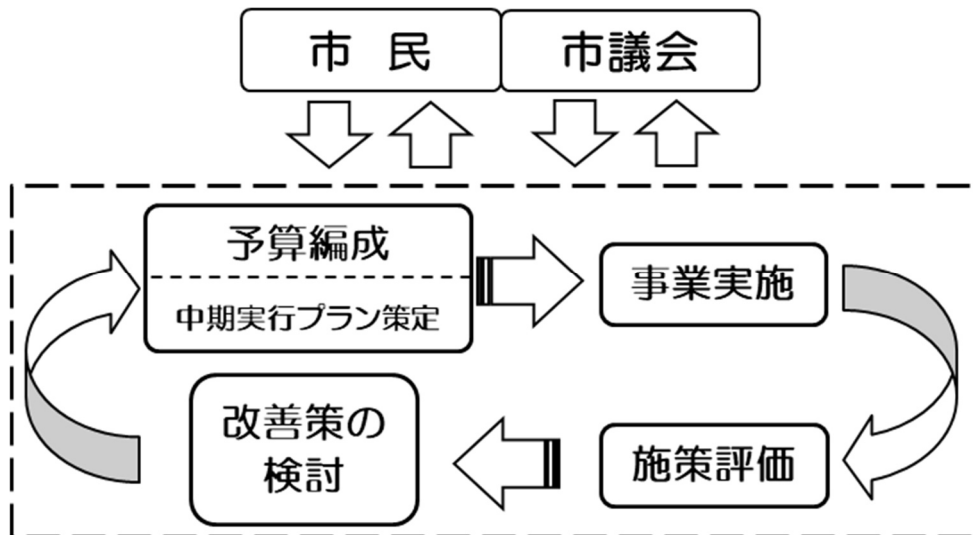 市 民
市議会
予算編成
中期実行プラン策定
事業実施
改善策の
検討
施策評価